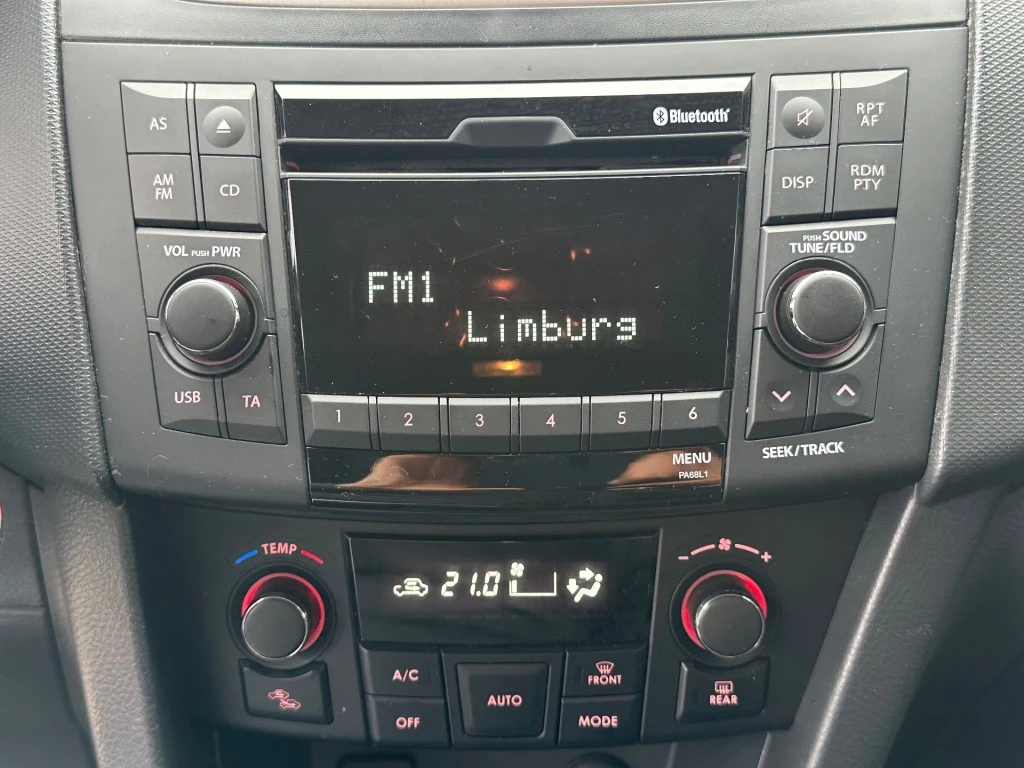 Bluetooth
AS
AM
FM
CD
RPT
AF
DISP
RDM
PTY
VOL PUSH PWR
PUSH SOUND
TUNE/FLD
FM1
Limburg
USB
TA
1 2 3 4 5 6
SEEK/TRACK
MENU
PA68L1
TEMP
21.0
- +
A/C
AUTO
FRONT
OFF
MODE
REAR